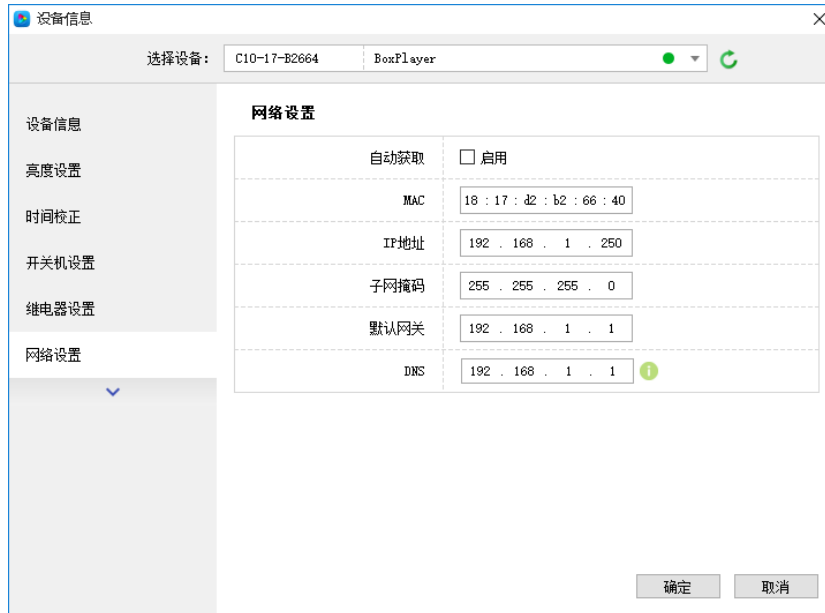 设备信息
选择设备: C10-17-B2664 BoxPlayer
设备信息
亮度设置
时间校正
开关机设置
继电器设置
网络设置
网络设置
自动获取 启用
MAC 18 : 17 : d2 : b2 : 66 : 40
IP地址 192 . 168 . 1 . 250
子网掩码 255 . 255 . 255 . 0
默认网关 192 . 168 . 1 . 1
DNS 192 . 168 . 1 . 1
确定 取消